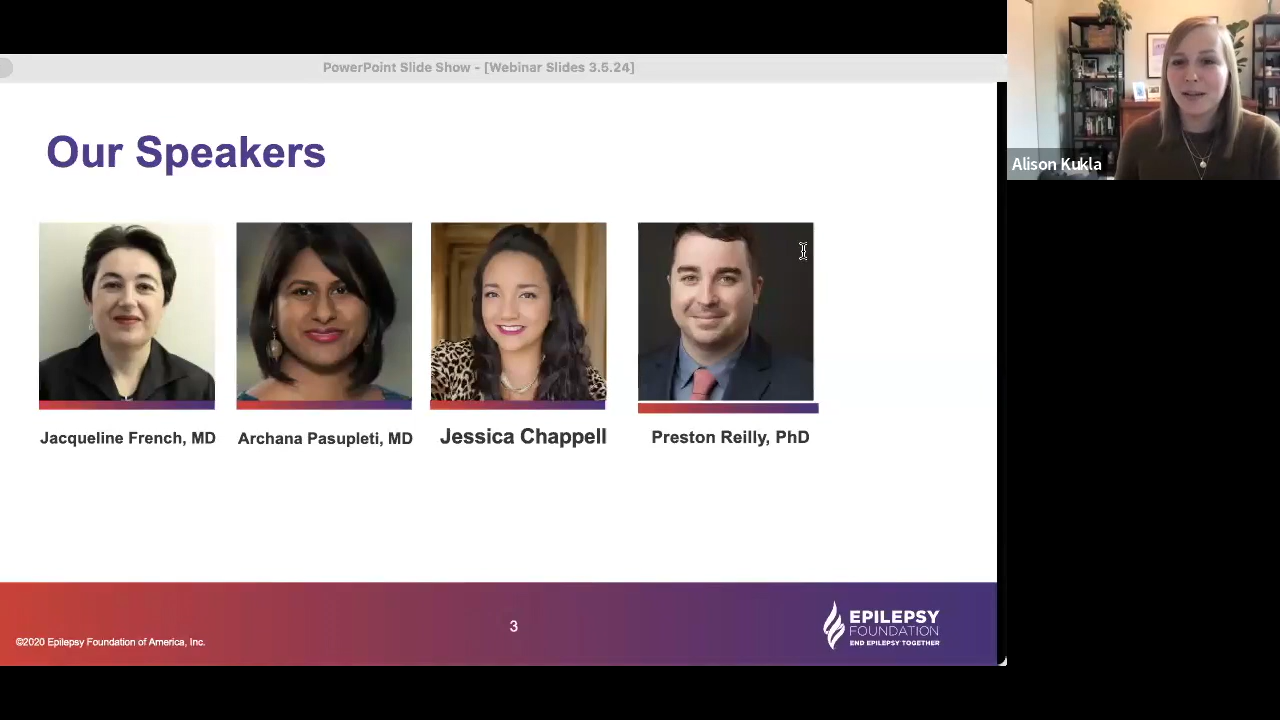 PowerPoint Slide Show - [Webinar Slides 3.5.24]
Alison Kukla
Our Speakers
Jacqueline French, MD
Archana Pasupleti, MD
Jessica Chappell
Preston Reilly, PhD
©2020 Epilepsy Foundation of America, Inc.
3
EPILEPSY
FOUNDATION
END EPILEPSY TOGETHER